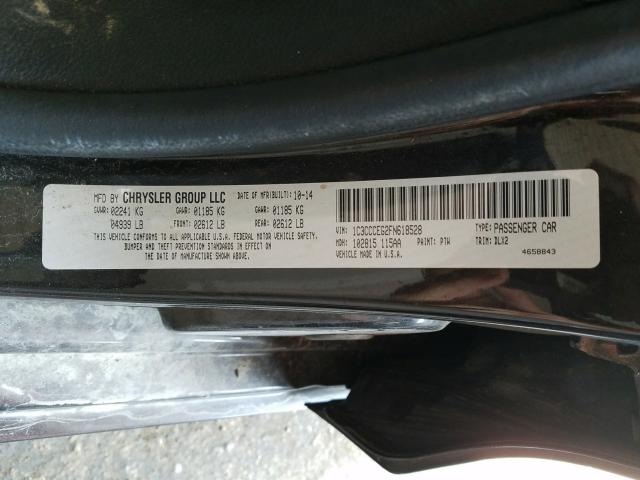 MFD BY CHRYSLER GROUP LLC DATE OF MFR(BUILT): 10-14
GVWR: 02241 KG GAWR: 01185 KG GAWR: 01185 KG
04939 LB FRONT: 02612 LB REAR: 02612 LB
THIS VEHICLE CONFORMS TO ALL APPLICABLE U.S.A. FEDERAL MOTOR VEHICLE SAFETY,
BUMPER AND THEFT PREVENTION STANDARDS IN EFFECT ON
THE DATE OF MANUFACTURE SHOWN ABOVE.
VIN: 1C3CCCEG2FN618528 TYPE: PASSENGER CAR
MDH: 102815 115AA PAINT: PTW TRIM: DLX2
VEHICLE MADE IN U.S.A. 4658843